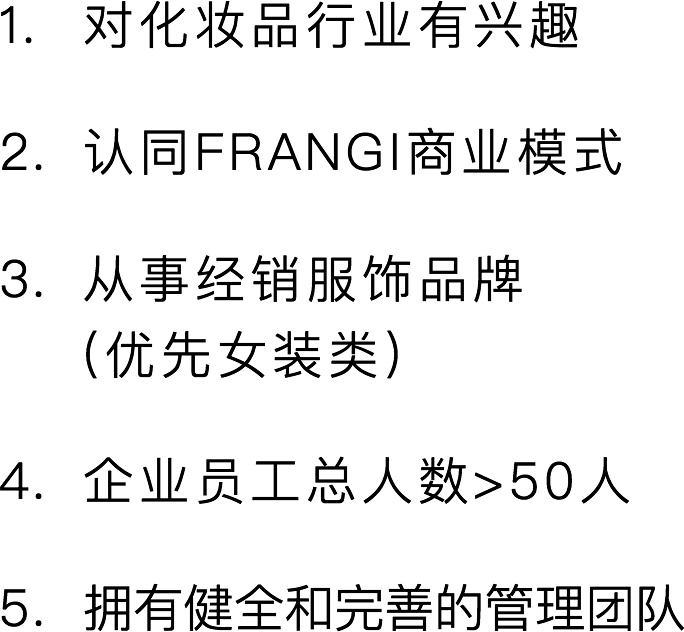 1. 对化妆品行业有兴趣
2. 认同FRANGI商业模式
3. 从事经销服饰品牌
(优先女装类)
4. 企业员工总人数>50人
5. 拥有健全和完善的管理团队